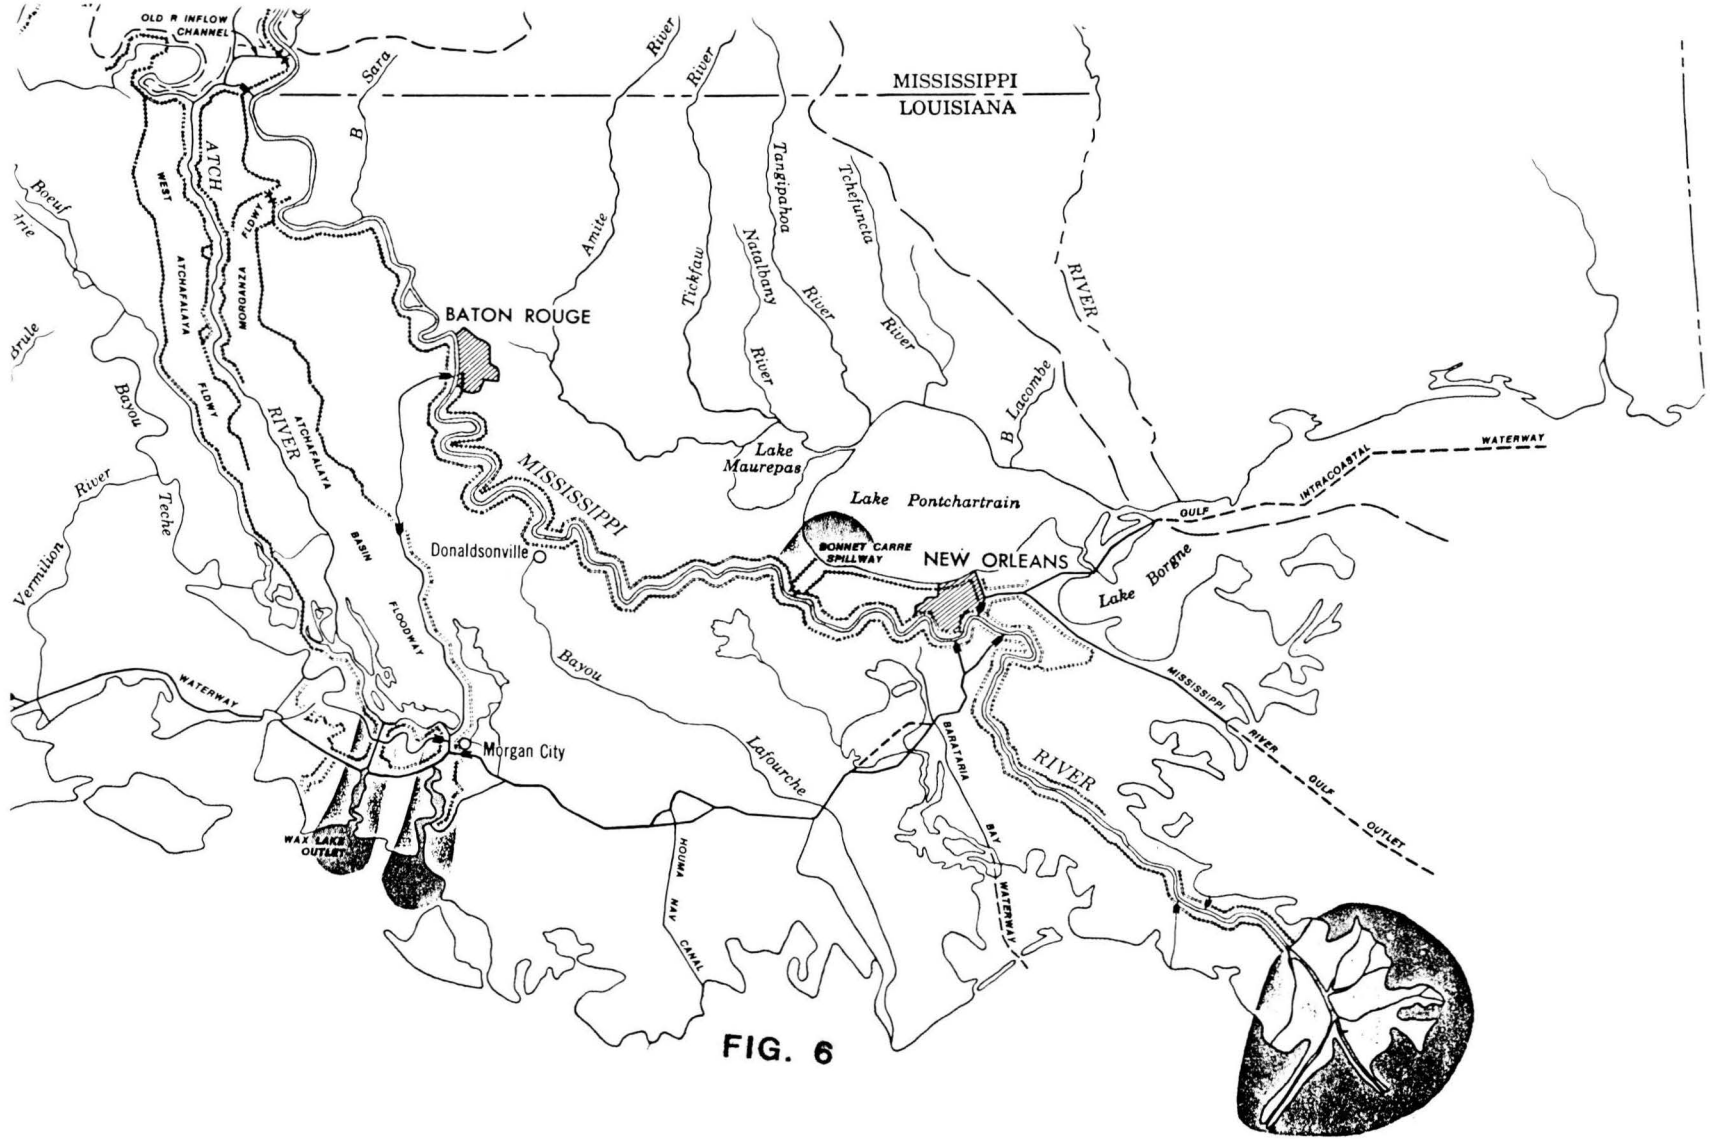 OLD R INFLOW
CHANNEL
Sara
B
River
River
MISSISSIPPI
LOUISIANA
ATCH
WEST
ATCHAFALAYA
FLDWY
MORGANZA
FLDWY
Boeuf
Brule
Bayou
Teche
River
Vermilion
RIVER
ATCHAFALAYA
BASIN
FLOODWAY
BATON ROUGE
Amite
Tickfaw
Natalbany
River
Tangipahoa
River
Tchefuncta
River
RIVER
B Lacombe
Lake
Maurepas
Lake Pontchartrain
MISSISSIPPI
Donaldsonville
BONNET CARRE
SPILLWAY
NEW ORLEANS
Lake Borgne
GULF
INTRACOASTAL
WATERWAY
WATERWAY
Morgan City
Bayou
Lafourche
BARATARIA
BAY
WATERWAY
RIVER
MISSISSIPPI
RIVER
GULF
OUTLET
WAX LAKE
OUTLET
HOUMA
NAV
CANAL
FIG. 6